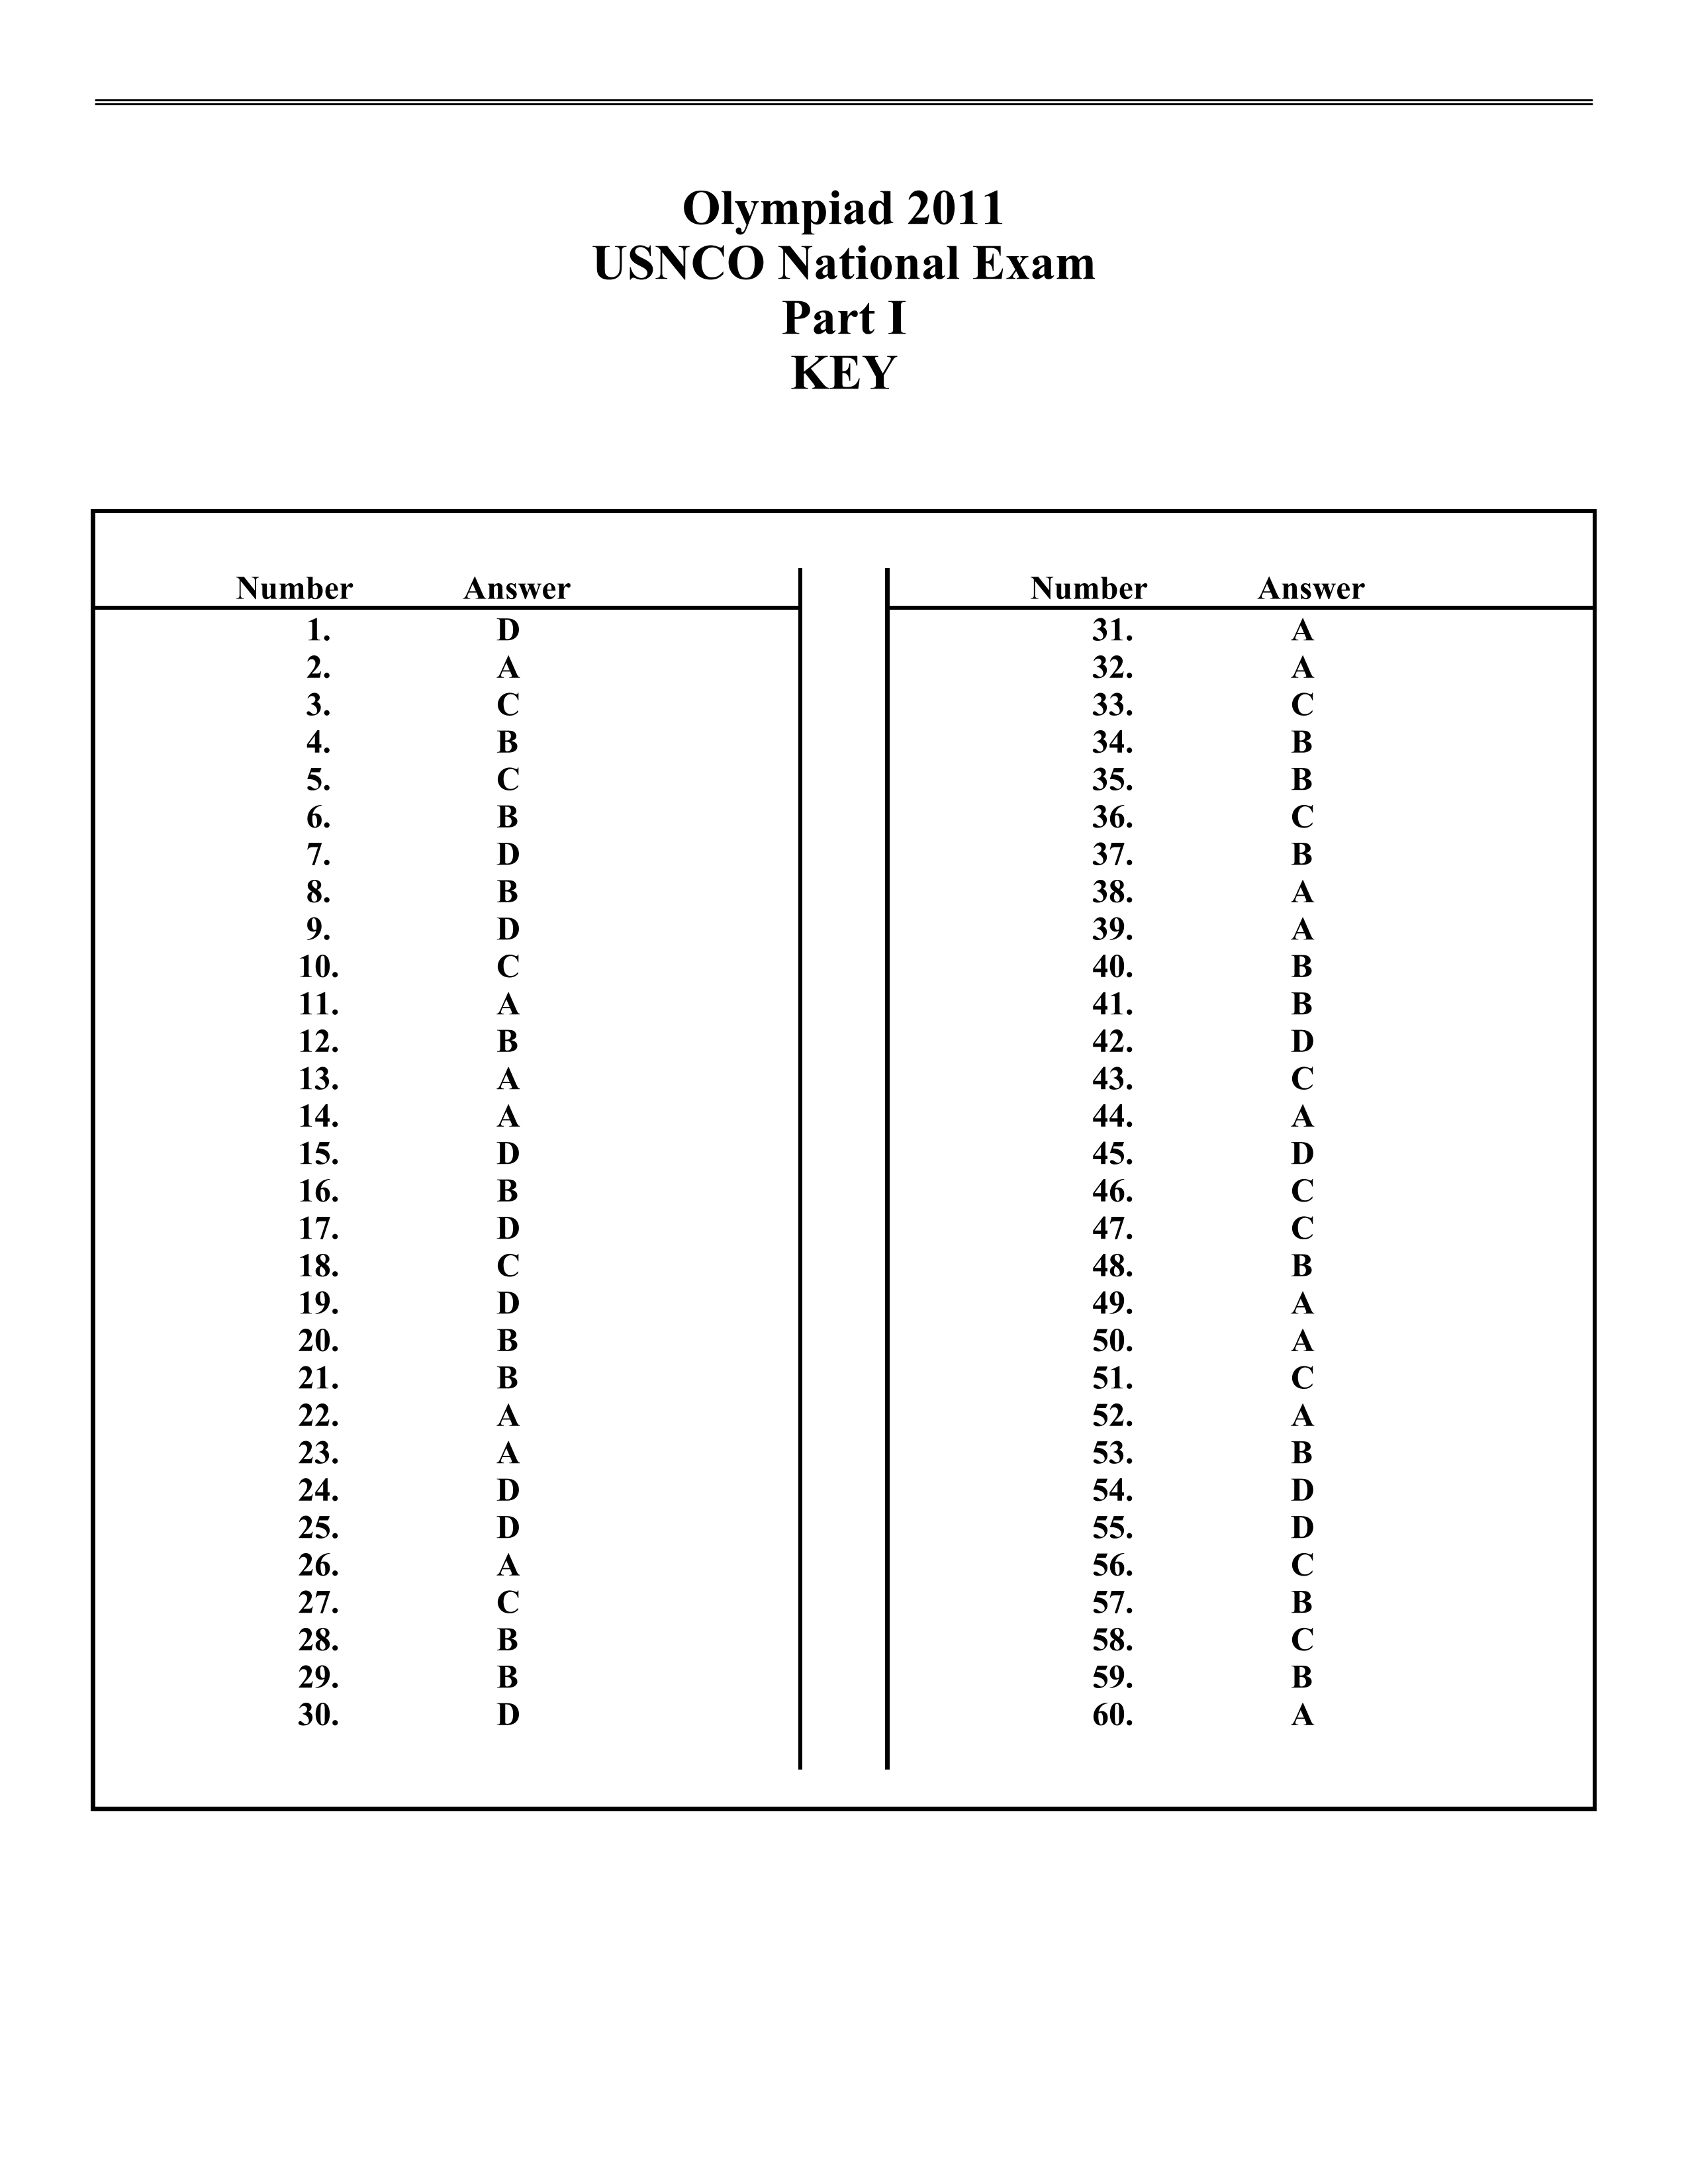 Olympiad 2011
USNCO National Exam
Part I
KEY
Number Answer Number Answer
1. D 31. A
2. A 32. A
3. C 33. C
4. B 34. B
5. C 35. B
6. B 36. C
7. D 37. B
8. B 38. A
9. D 39. A
10. C 40. B
11. A 41. B
12. B 42. D
13. A 43. C
14. A 44. A
15. D 45. D
16. B 46. C
17. D 47. C
18. C 48. B
19. D 49. A
20. B 50. A
21. B 51. C
22. A 52. A
23. A 53. B
24. D 54. D
25. D 55. D
26. A 56. C
27. C 57. B
28. B 58. C
29. B 59. B
30. D 60. A